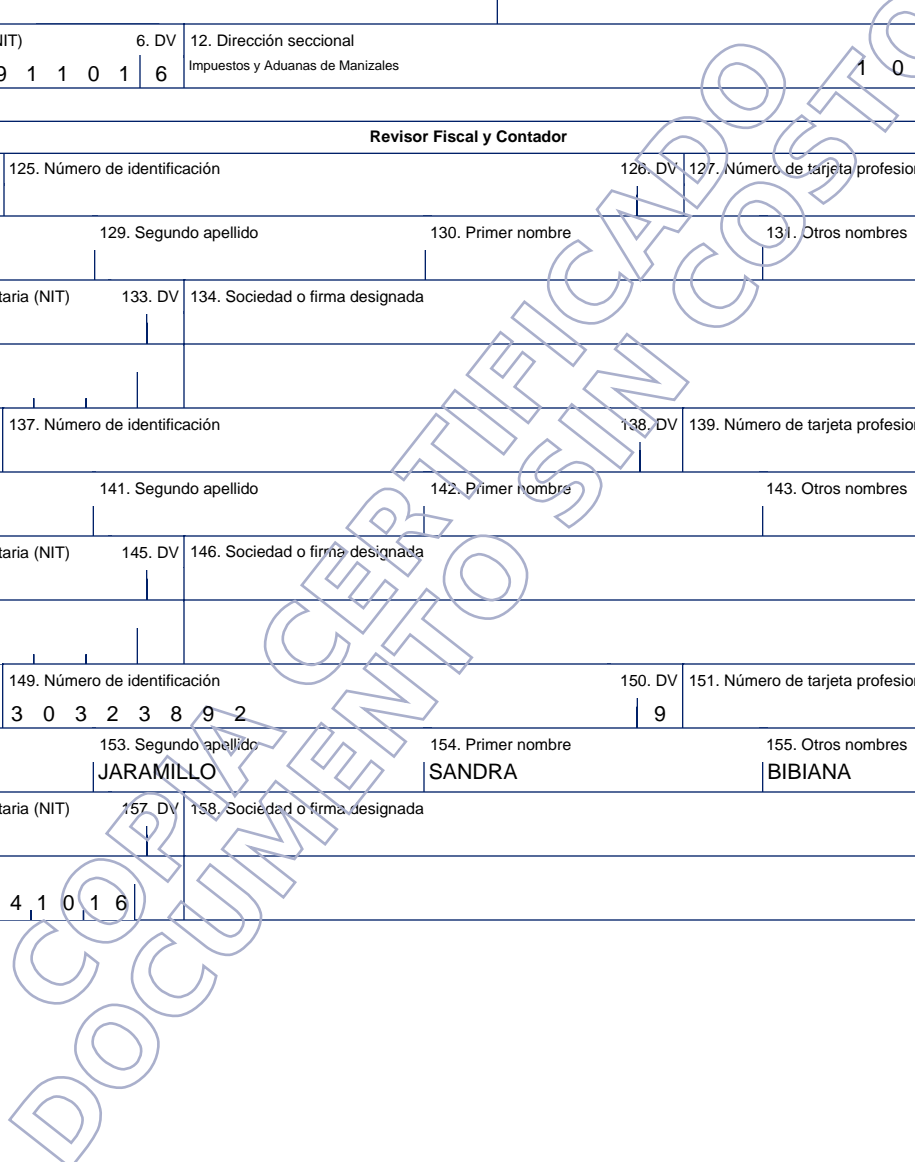 NIT) 6. DV 12. Dirección seccional
9 1 1 0 1 6 Impuestos y Aduanas de Manizales 1 0
Revisor Fiscal y Contador
125. Número de identificación 126. DV 127. Número de tarjeta profesion
129. Segundo apellido 130. Primer nombre 131. Otros nombres
taria (NIT) 133. DV 134. Sociedad o firma designada
137. Número de identificación 138. DV 139. Número de tarjeta profesion
141. Segundo apellido 142. Primer nombre 143. Otros nombres
taria (NIT) 145. DV 146. Sociedad o firma designada
149. Número de identificación 150. DV 151. Número de tarjeta profesion
3 0 3 2 3 8 9 2 9
153. Segundo apellido 154. Primer nombre 155. Otros nombres
JARAMILLO SANDRA BIBIANA
taria (NIT) 157. DV 158. Sociedad o firma designada
4 1 0 1 6
COPIA CERTIFICADO
DOCUMENTO SIN COSTO